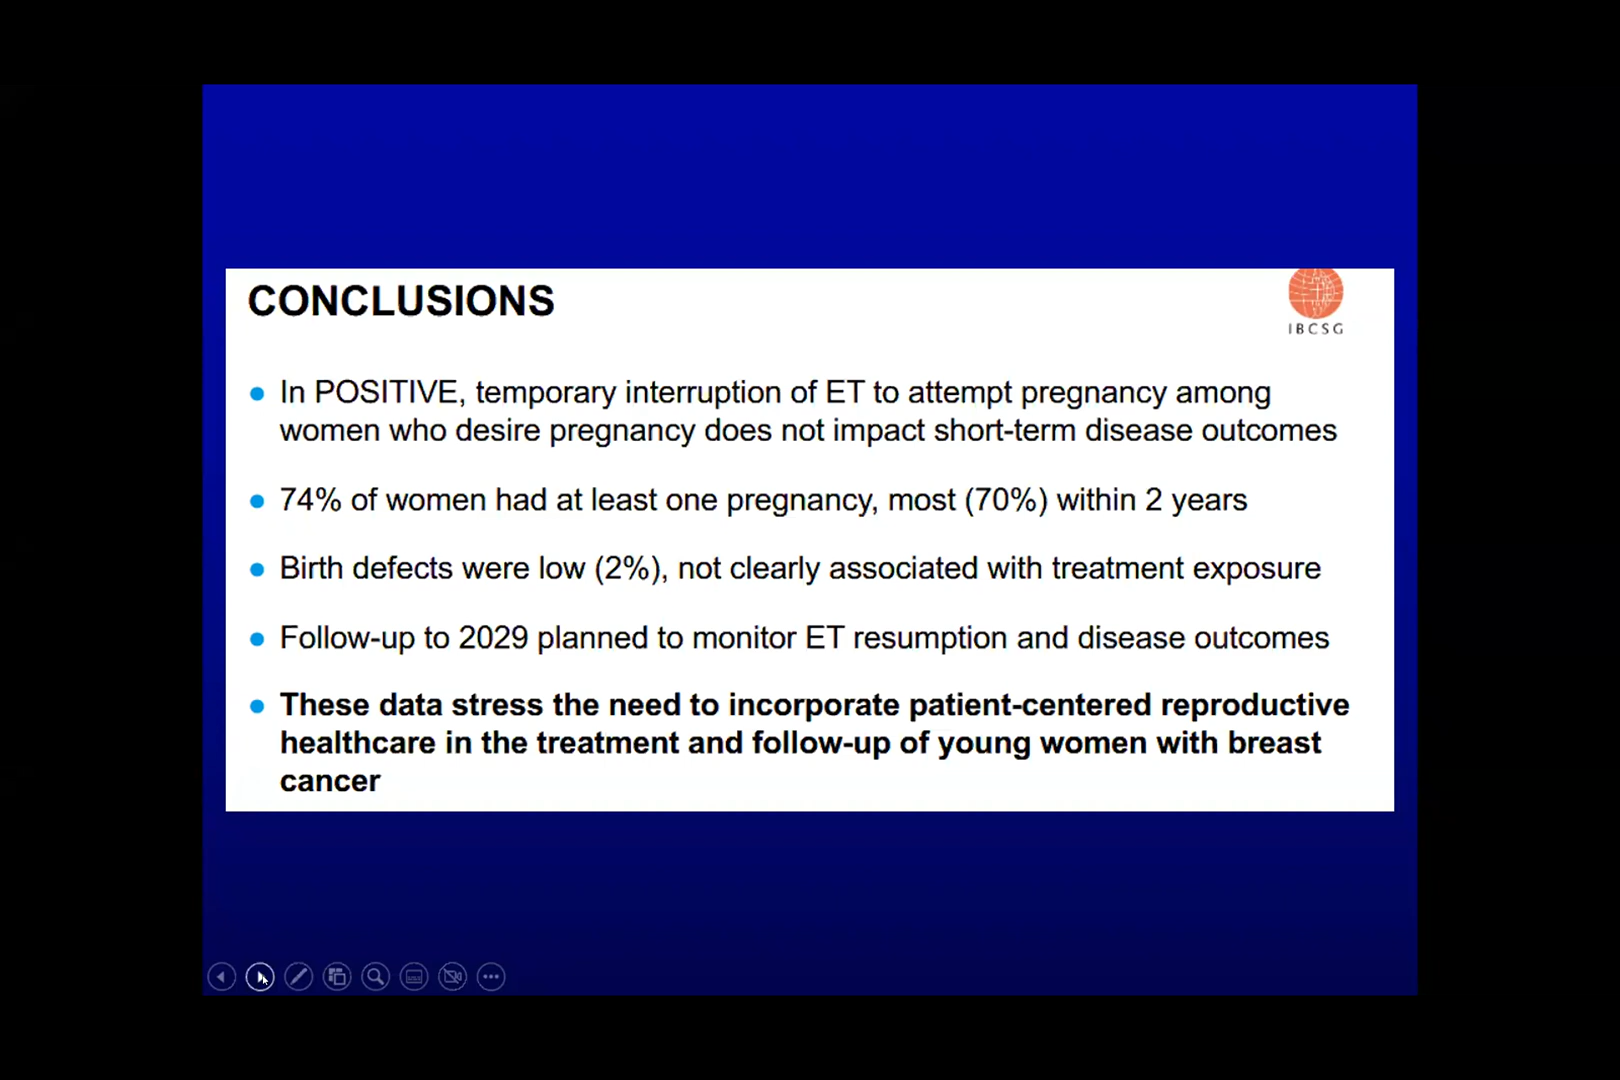 CONCLUSIONS
IBCSG
In POSITIVE, temporary interruption of ET to attempt pregnancy among
women who desire pregnancy does not impact short-term disease outcomes
74% of women had at least one pregnancy, most (70%) within 2 years
Birth defects were low (2%), not clearly associated with treatment exposure
Follow-up to 2029 planned to monitor ET resumption and disease outcomes
These data stress the need to incorporate patient-centered reproductive
healthcare in the treatment and follow-up of young women with breast
cancer